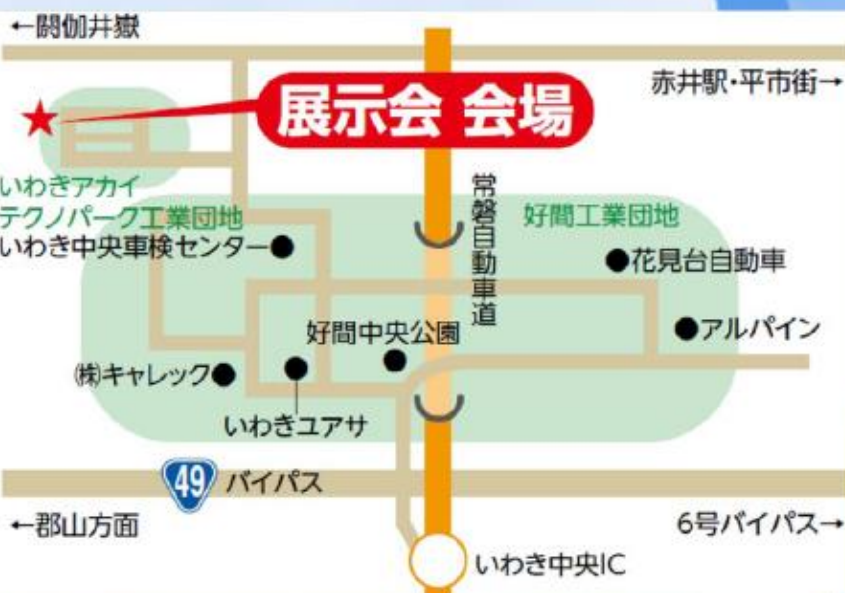 ←閼伽井嶽
赤井駅・平市街→
展示会 会場
いわきアカイ
テクノパーク工業団地
常磐自動車道
好間工業団地
いわき中央車検センター
花見台自動車
アルパイン
好間中央公園
㈱キャレック
いわきユアサ
49 バイパス
←郡山方面
6号バイパス→
いわき中央IC